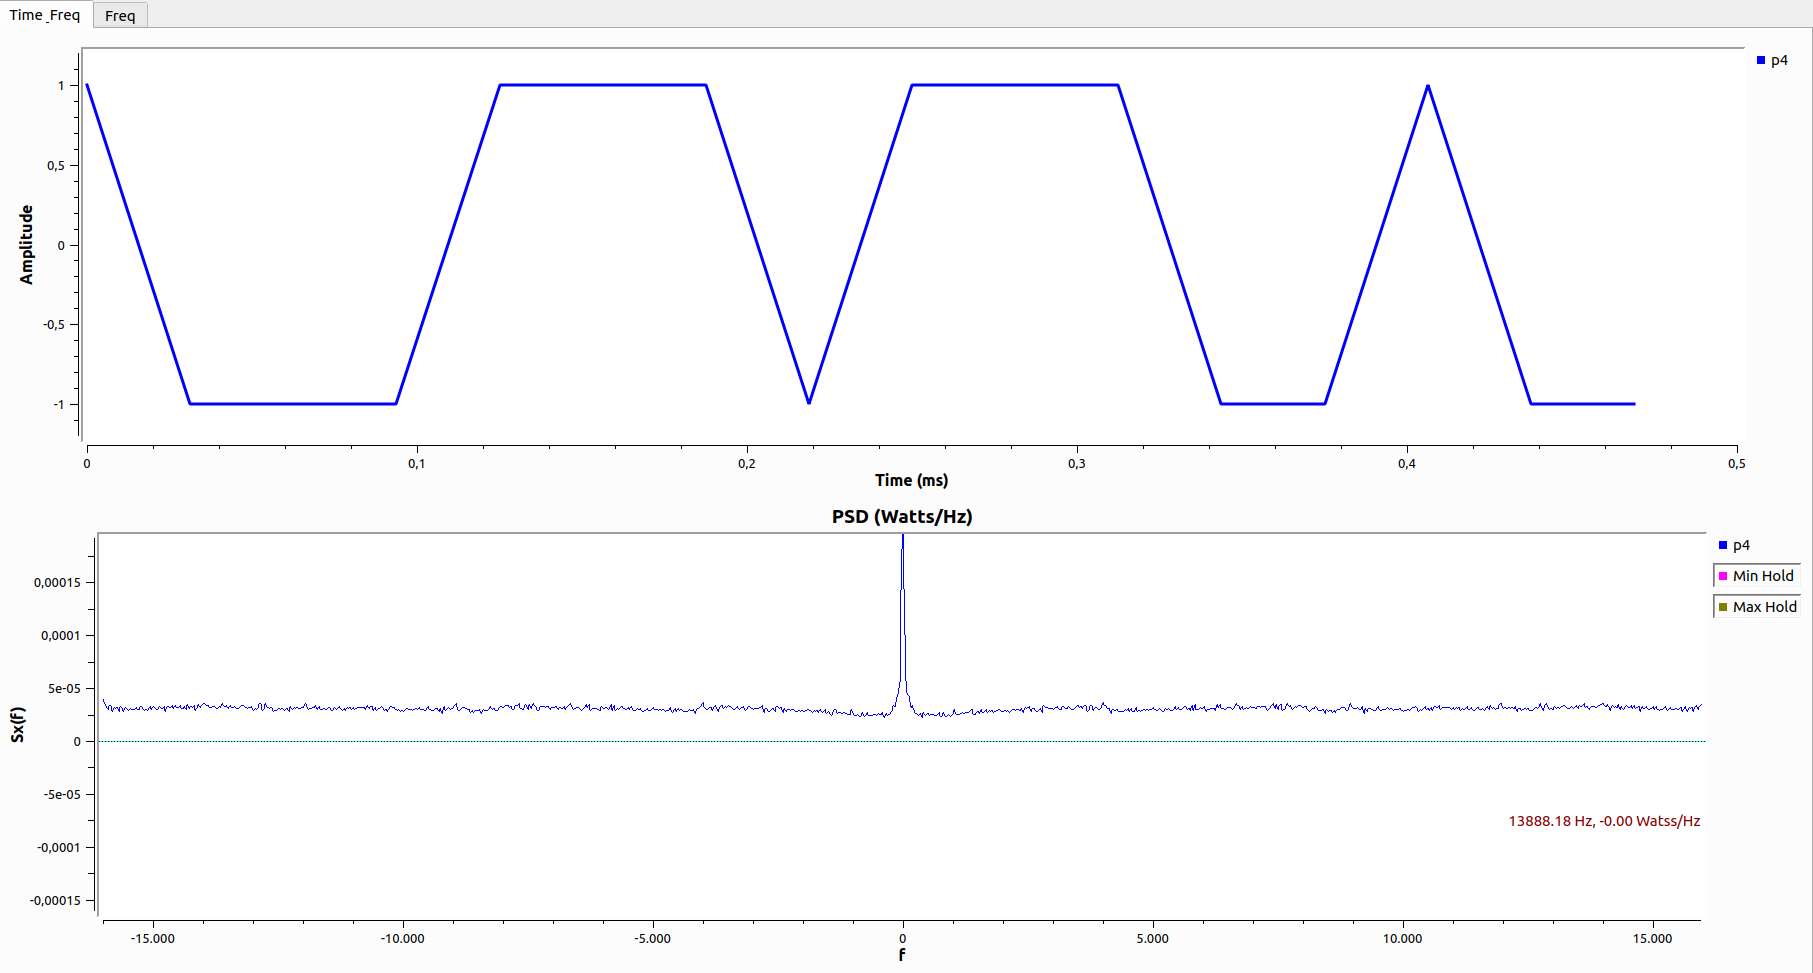 Time_Freq Freq
p4
1
0,5
0
-0,5
-1
Amplitude
0 0,1 0,2 0,3 0,4 0,5
Time (ms)
PSD (Watts/Hz)
p4
Min Hold
Max Hold
0,00015
0,0001
5e-05
0
-5e-05
-0,0001
-0,00015
Sx(f)
13888.18 Hz, -0.00 Watss/Hz
-15.000 -10.000 -5.000 0 5.000 10.000 15.000
f